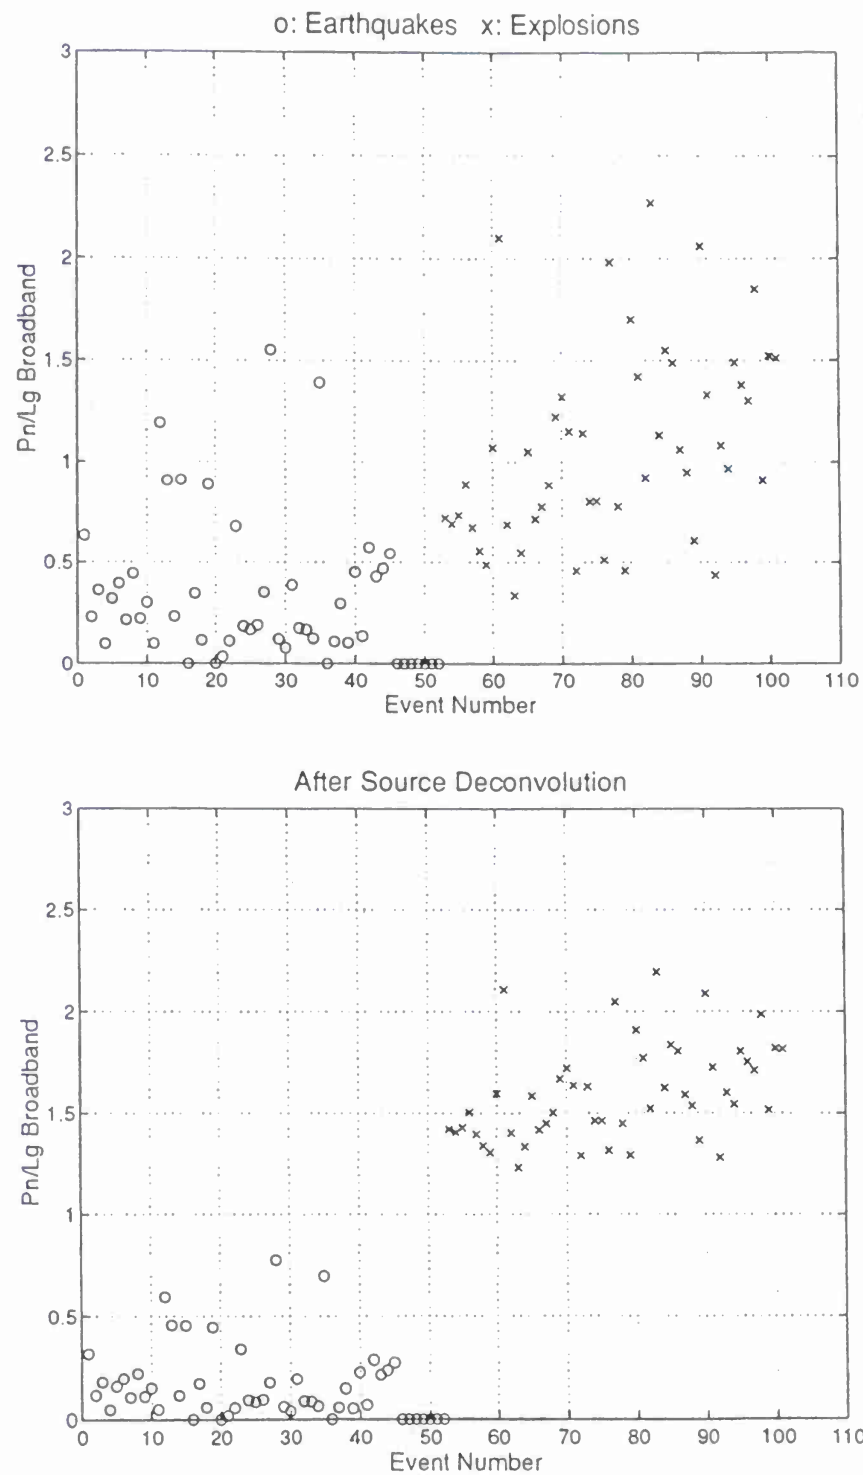 o: Earthquakes x: Explosions
3
2.5
2
1.5
1
0.5
0
Pn/Lg Broadband
0 10 20 30 40 50 60 70 80 90 100 110
Event Number
After Source Deconvolution
3
2.5
2
1.5
1
0.5
0
Pn/Lg Broadband
0 10 20 30 40 50 60 70 80 90 100 110
Event Number